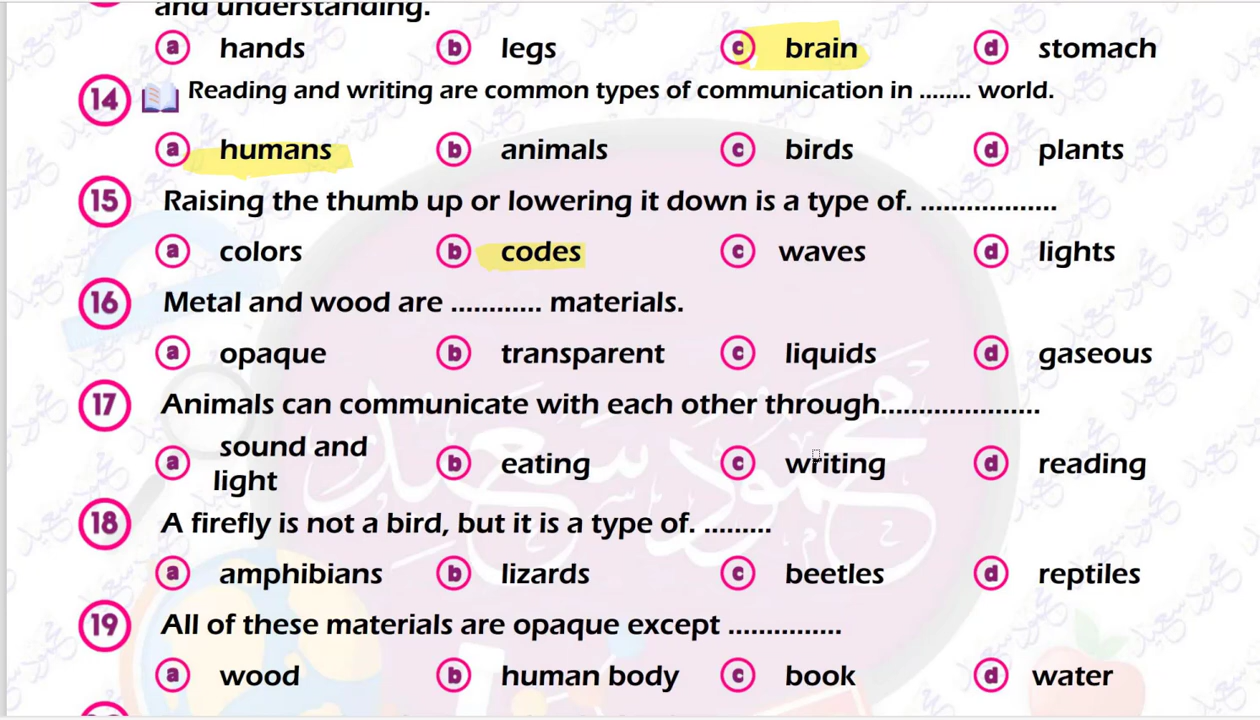 and understanding.
a hands b legs c brain d stomach
14 Reading and writing are common types of communication in ........ world.
a humans b animals c birds d plants
15 Raising the thumb up or lowering it down is a type of. ..................
a colors b codes c waves d lights
16 Metal and wood are ............ materials.
a opaque b transparent c liquids d gaseous
17 Animals can communicate with each other through.....................
a sound and light b eating c writing d reading
18 A firefly is not a bird, but it is a type of. .........
a amphibians b lizards c beetles d reptiles
19 All of these materials are opaque except ...............
a wood b human body c book d water
محمود سعيد